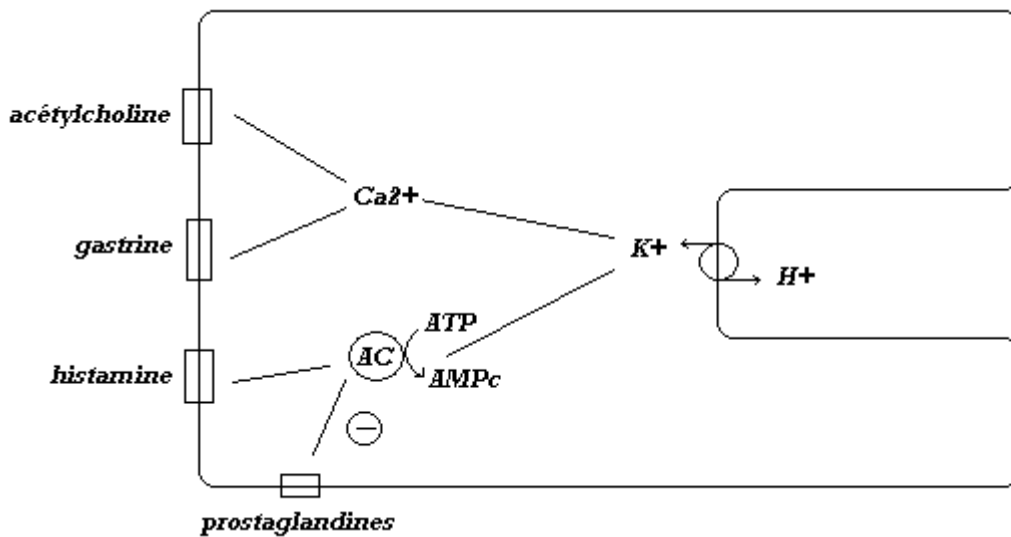 acétylcholine
Ca2+
gastrine
K+
H+
ATP
AC
histamine
AMPc
prostaglandines